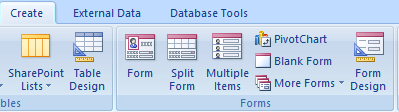 Create External Data Database Tools
SharePoint Lists Table Design
Form Split Form Multiple Items
PivotChart
Blank Form
More Forms
Form Design
bles Forms